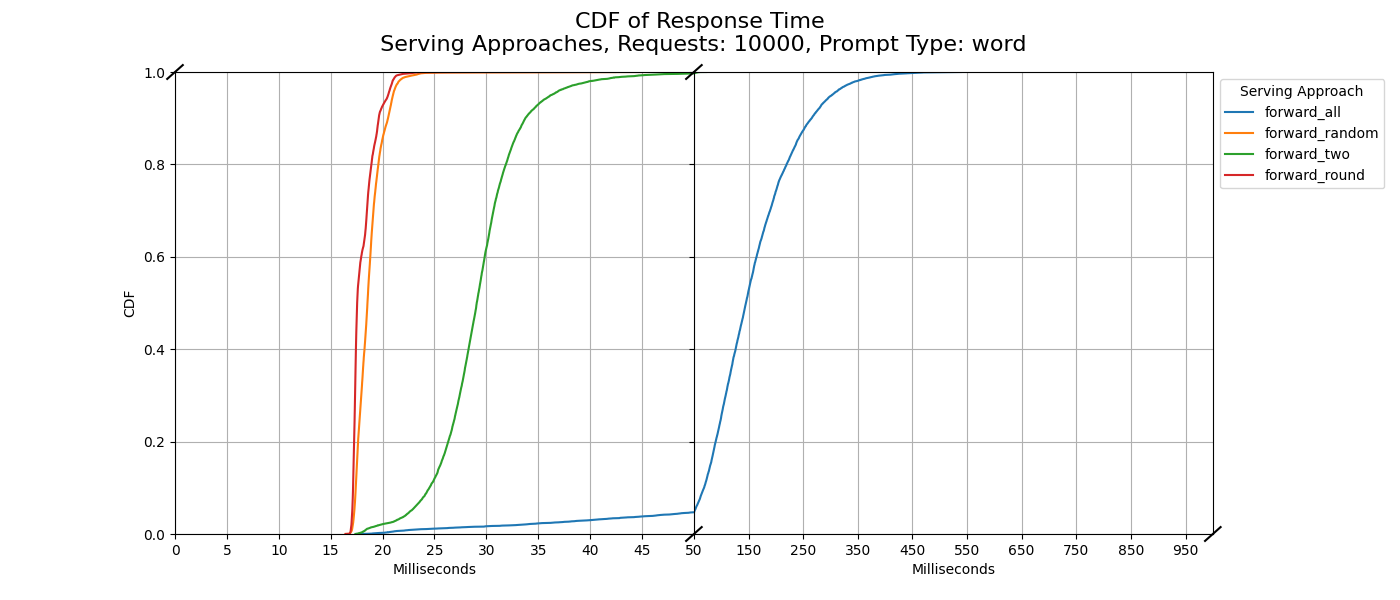 CDF of Response Time
Serving Approaches, Requests: 10000, Prompt Type: word
1.0
0.8
0.6
0.4
0.2
0.0
CDF
0 5 10 15 20 25 30 35 40 45 50 150 250 350 450 550 650 750 850 950
Milliseconds Milliseconds
Serving Approach
forward_all
forward_random
forward_two
forward_round